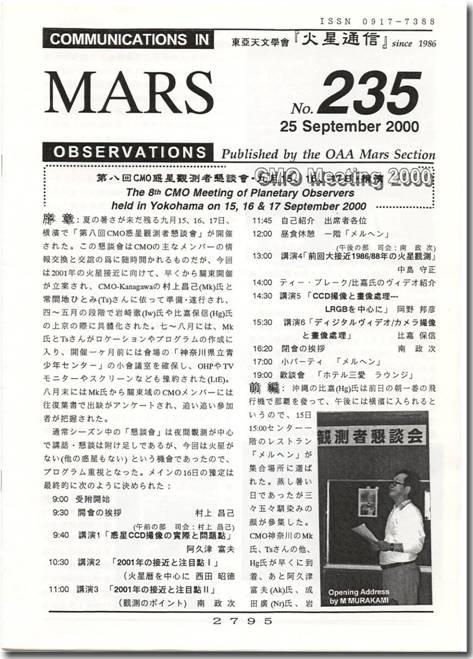 ISSN 0917-7388
COMMUNICATIONS IN
東亞天文學會『火星通信』since 1986
MARS
No. 235
25 September 2000
OBSERVATIONS
Published by the OAA Mars Section
CMO Meeting 2000
第八回CMO惑星觀測者懇談會
The 8th CMO Meeting of Planetary Observers
held in Yokohama on 15, 16 & 17 September 2000
序 章: 夏の暑さが未だ残る九月15、16、17日、
横濱で「第八回CMO惑星觀測者懇談會」が開催
された。この懇談會はCMOの主なメンバーの情
報交換と交誼の爲に随時開かれるものだが、今回
は2001年の火星接近に向けて、早くから關東開催
が立案され、CMO-Kanagawaの村上昌己(Mk)氏と
常間地ひとみ(Ts)さんに依って準備・遂行され、
四～五月の段階で岩崎徹(Iw)氏や比嘉保信(Hg)氏
の上京の際に具體化された。七～八月には、Mk
氏とTsさんがロケーションやプログラムの作成に
入り、開催一ケ月前には會場の「神奈川県立青
少年センター」の小會議室を確保し、OHPやTV
モニターやスクリーンなども豫約された(LtE)。
八月末にはMk氏から關東域のCMOメンバーには
往復葉書で出欠がアンケートされ、追い追い参加
者が把握された。
通常シーズン中の「懇談會」は夜間觀測が中心
で講話・懇談は附け足しであるが、今回は火星が
ない(他の惑星もない)という機會であったので、
プログラム重視となった。メインの16日の豫定は
最終的に次のように決められた:
9:00 受附開始
9:30 開會の挨拶 村上 昌己
(午前の部 司會: 村上 昌己)
9:40 講演1「惑星CCD撮像の實際と問題點」
阿久津 富夫
10:30 講演2 「2001年の接近と注目點 I」
(火星暦を中心に 西田 昭徳
11:00 講演3 「2001年の接近と注目點II」
(観測のポイント) 南 政 次
11:45 自己紹介 出席者各位
12:00 昼食休憩 一階「メルヘン」
(午後の部 司會: 南 政 次)
13:00 講演4「前回大接近1986/88年の火星觀測」
中島 守正
14:00 ティー・ブレーク/比嘉氏のヴィデオ紹介
14:30 講演5 「CCD撮像と畫像處理---
LRGBを中心に」 岡野 邦彦
15:30 講演6「ディジタルヴィデオ/カメラ撮像
と畫像處理」 比嘉 保信
16:20 閉會の挨拶 南 政 次
17:00 小パーティ 「メルヘン」
19:00 歓談會 「ホテル三愛 ラウンジ」
前 編: 沖縄の比嘉(Hg)氏は前日の朝一番の飛
行機で那覇を發って、午後には横濱に入られると
いうので、15日
15:00センター一
階のレストラン
「メルヘン」が
集合場所に選ば
れた。蒸し暑い
日であったが三
々五々馴染みの
顔が參集した。
CMO神奈川のMk
氏、Tsさんの他、
Hg氏が早くに到
着、あと阿久津
富夫(Ak)氏、成
田廣(Nr)氏、岩
觀測者懇談会
Opening Address
by M MURAKAMI
2795